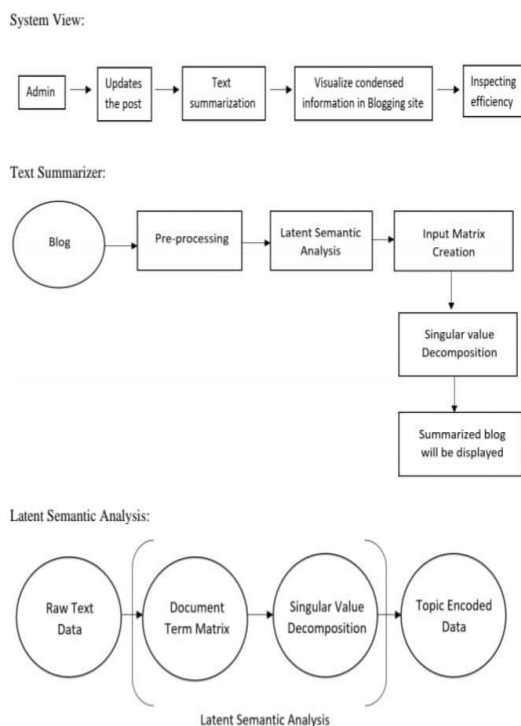 System View:
Admin
Updates
the post
Text
summarization
Visualize condensed
information in Blogging site
Inspecting
efficiency
Text Summarizer:
Blog
Pre-processing
Latent Semantic
Analysis
Input Matrix
Creation
Singular value
Decomposition
Summarized blog
will be displayed
Latent Semantic Analysis:
Raw Text
Data
Document
Term Matrix
Singular Value
Decomposition
Topic Encoded
Data
Latent Semantic Analysis